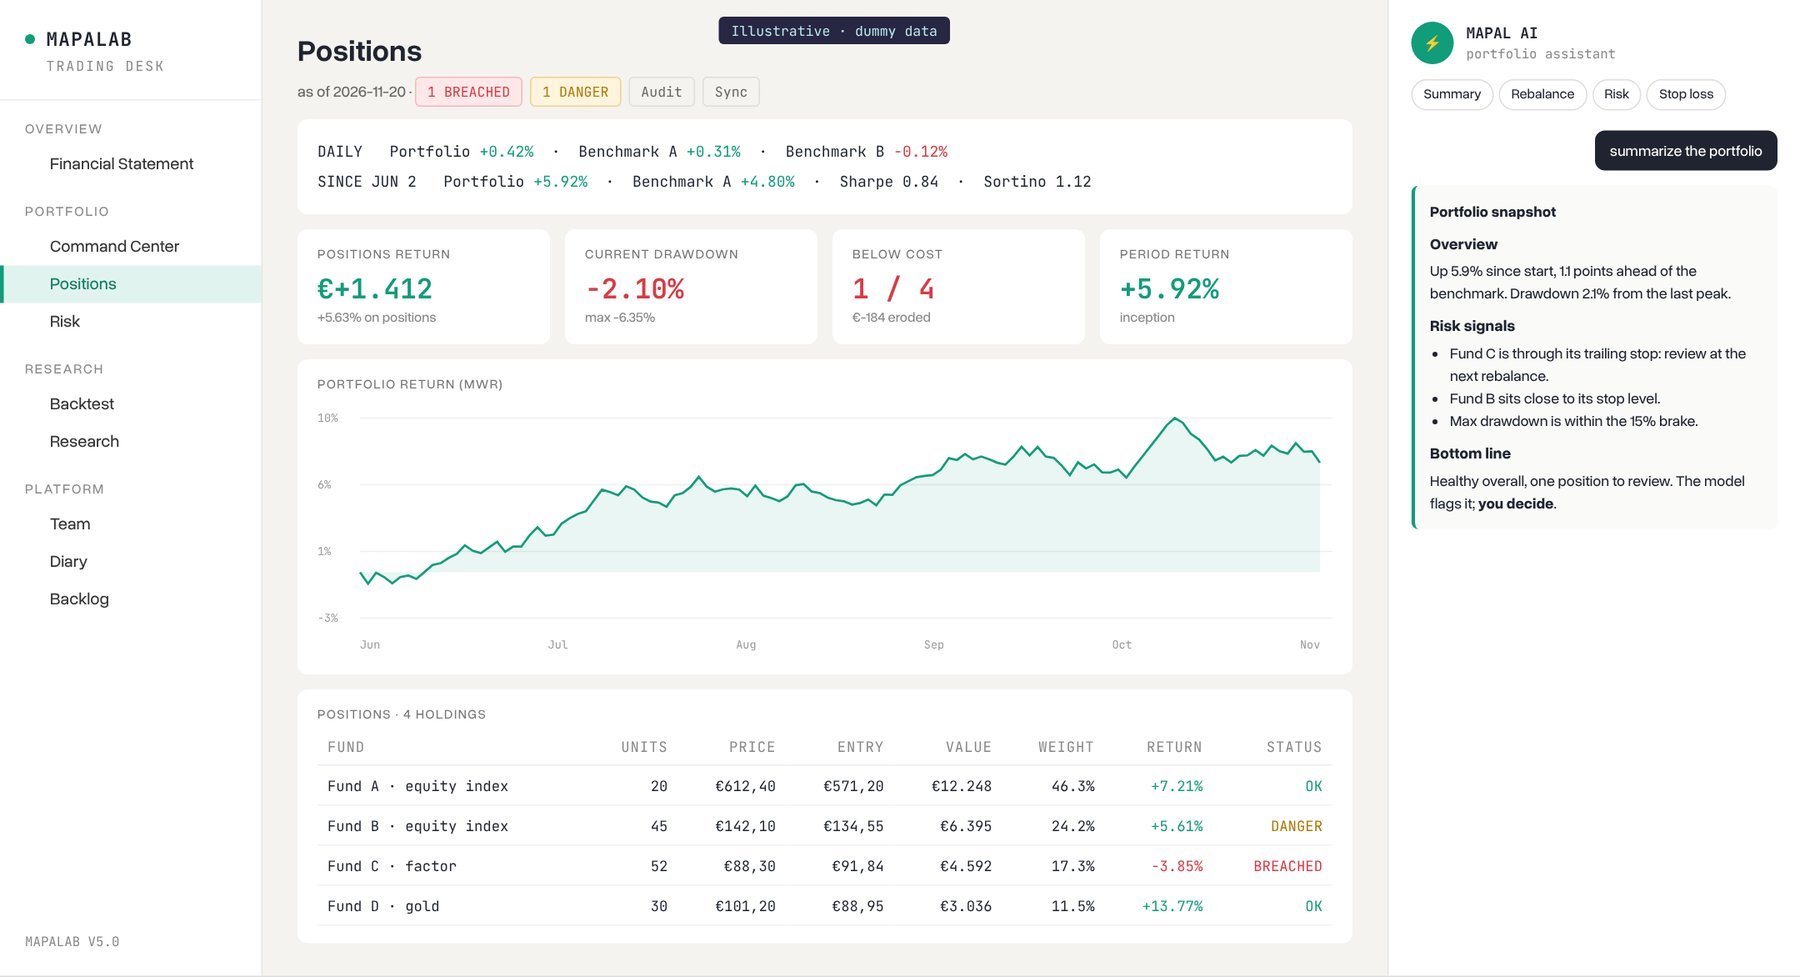 MAPALAB
TRADING DESK
OVERVIEW
Financial Statement
PORTFOLIO
Command Center
Positions
Risk
RESEARCH
Backtest
Research
PLATFORM
Team
Diary
Backlog
MAPALAB V5.0
Illustrative · dummy data
Positions
as of 2026-11-20 · 1 BREACHED 1 DANGER Audit Sync
DAILY Portfolio +0.42% · Benchmark A +0.31% · Benchmark B -0.12%
SINCE JUN 2 Portfolio +5.92% · Benchmark A +4.80% · Sharpe 0.84 · Sortino 1.12
POSITIONS RETURN
€+1.412
+5.63% on positions
CURRENT DRAWDOWN
-2.10%
max -6.35%
BELOW COST
1 / 4
€-184 eroded
PERIOD RETURN
+5.92%
inception
PORTFOLIO RETURN (MWR)
10%
6%
1%
-3%
Jun Jul Aug Sep Oct Nov
POSITIONS · 4 HOLDINGS
FUND UNITS PRICE ENTRY VALUE WEIGHT RETURN STATUS
Fund A · equity index 20 €612,40 €571,20 €12.248 46.3% +7.21% OK
Fund B · equity index 45 €142,10 €134,55 €6.395 24.2% +5.61% DANGER
Fund C · factor 52 €88,30 €91,84 €4.592 17.3% -3.85% BREACHED
Fund D · gold 30 €101,20 €88,95 €3.036 11.5% +13.77% OK
MAPAL AI
portfolio assistant
Summary Rebalance Risk Stop loss
summarize the portfolio
Portfolio snapshot
Overview
Up 5.9% since start, 1.1 points ahead of the
benchmark. Drawdown 2.1% from the last peak.
Risk signals
• Fund C is through its trailing stop: review at the
next rebalance.
• Fund B sits close to its stop level.
• Max drawdown is within the 15% brake.
Bottom line
Healthy overall, one position to review. The model
flags it; you decide.